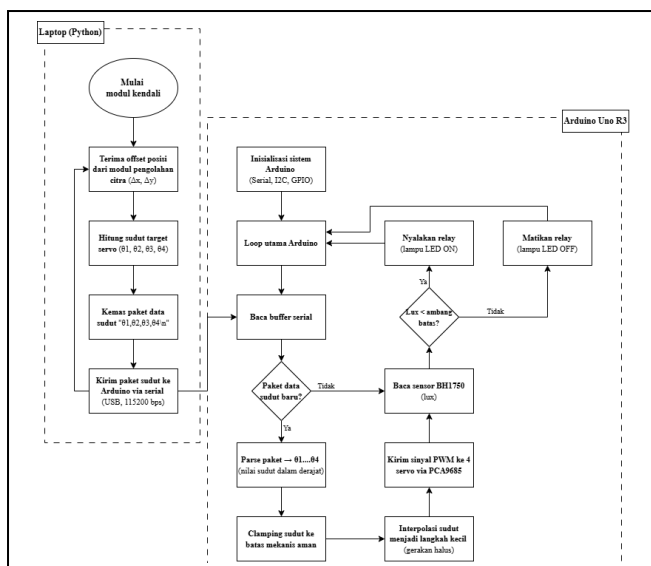 Laptop (Python)
Mulai
modul kendali
Terima offset posisi
dari modul pengolahan
citra (Δx, Δy)
Hitung sudut target
servo (θ1, θ2, θ3, θ4)
Kemas paket data
sudut "θ1,θ2,θ3,θ4\n"
Kirim paket sudut ke
Arduino via serial
(USB, 115200 bps)
Arduino Uno R3
Inisialisasi sistem
Arduino
(Serial, I2C, GPIO)
Loop utama Arduino
Baca buffer serial
Paket data
sudut baru?
Tidak
Ya
Parse paket → θ1....θ4
(nilai sudut dalam derajat)
Clamping sudut ke
batas mekanis aman
Interpolasi sudut
menjadi langkah kecil
(gerakan halus)
Kirim sinyal PWM ke 4
servo via PCA9685
Baca sensor BH1750
(lux)
Lux < ambang
batas?
Ya
Tidak
Nyalakan relay
(lampu LED ON)
Matikan relay
(lampu LED OFF)